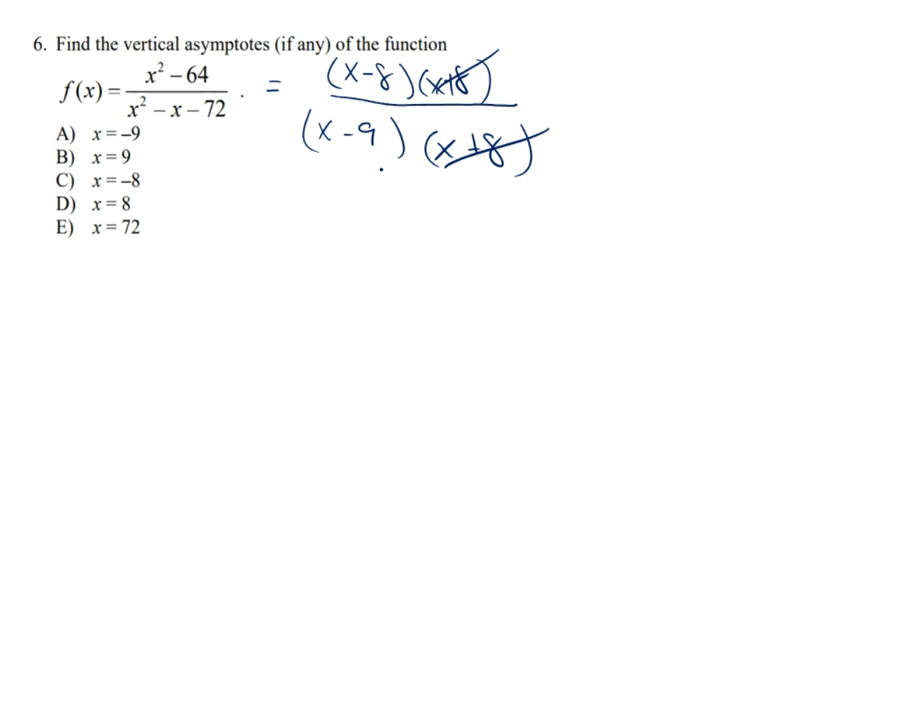 6. Find the vertical asymptotes (if any) of the function
f(x) = (x² – 64)/(x² – x – 72) . = (x-8)(x+8)/(x-9)(x+8)
A) x = –9
B) x = 9
C) x = –8
D) x = 8
E) x = 72